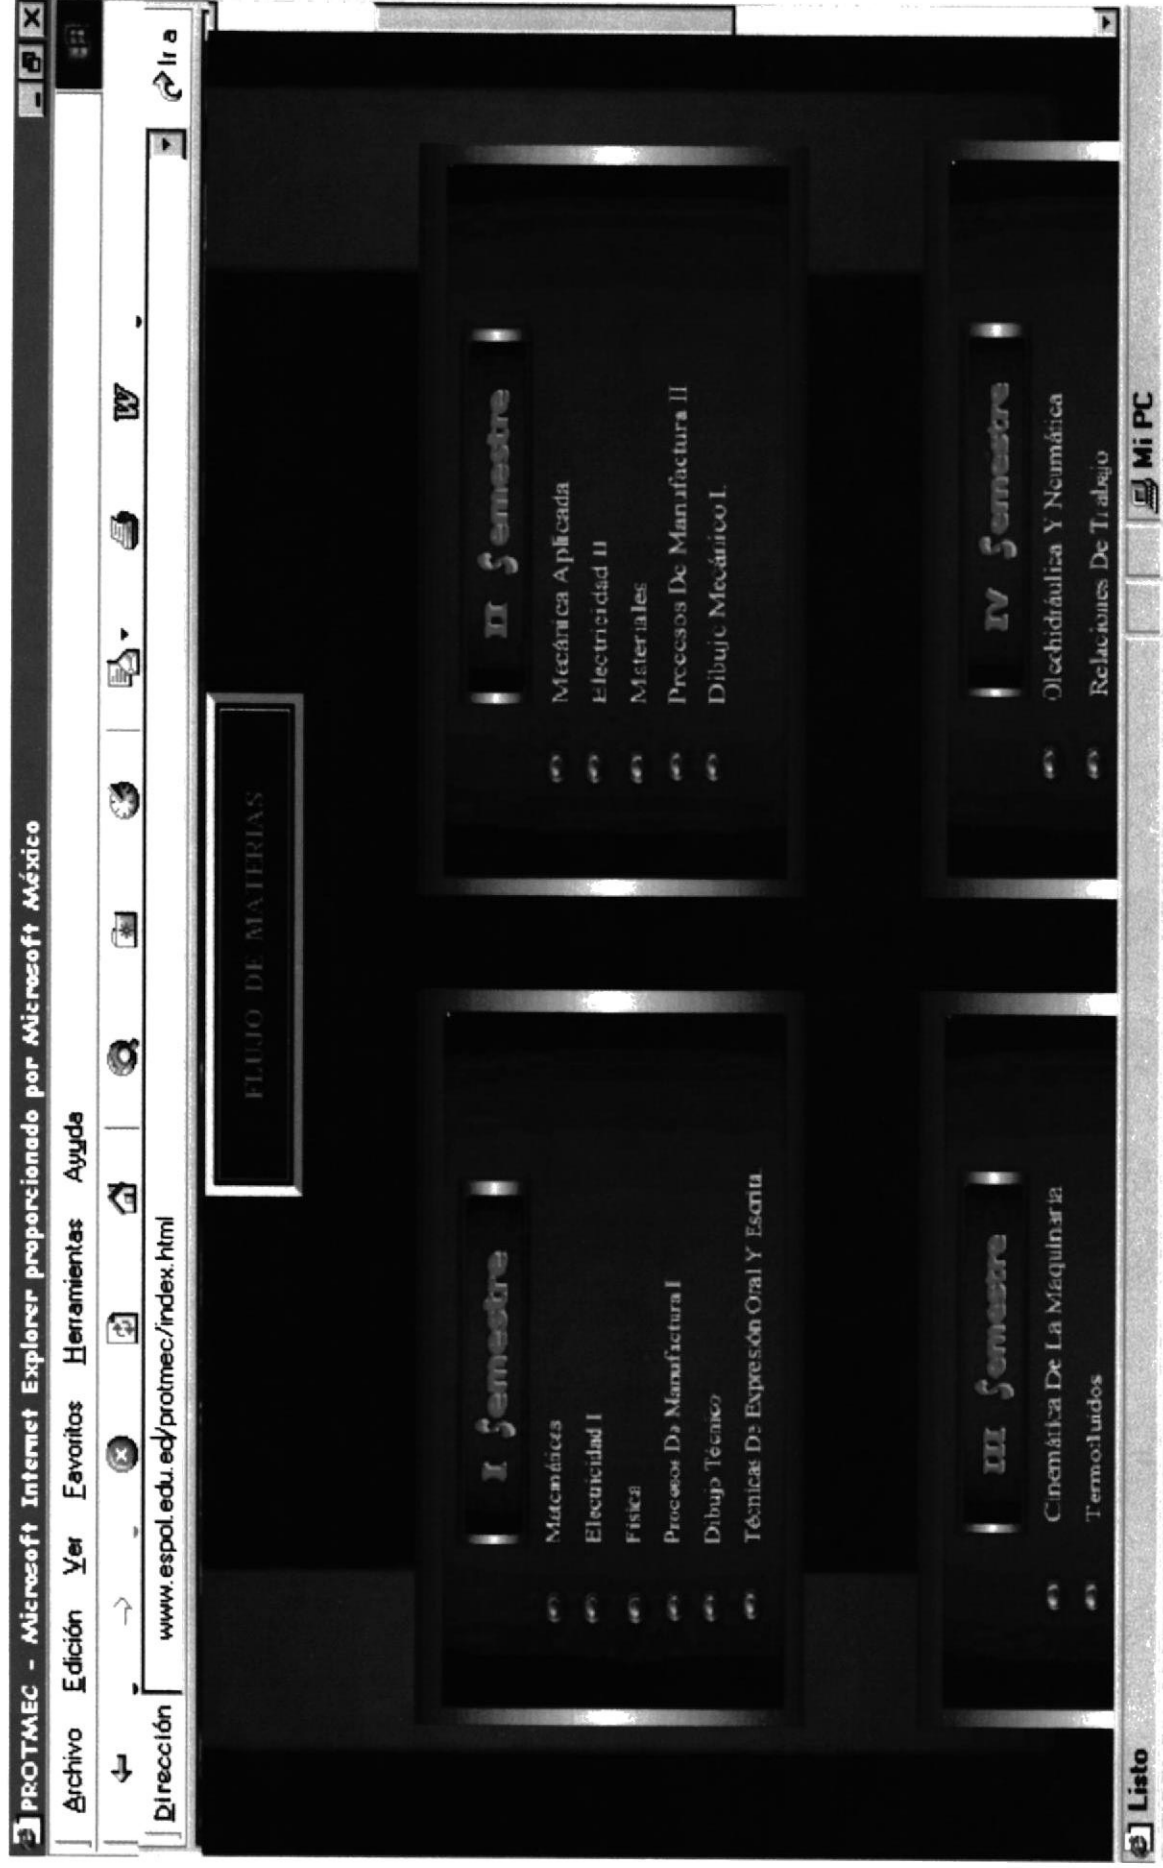 PROTMEC - Microsoft Internet Explorer proporcionado por Microsoft México
Archivo Edición Ver Favoritos Herramientas Ayuda
Dirección www.espol.edu.ed/protmec/index.html Ir a
FLUJO DE MATERIAS
I Semestre
Matemáticas
Electricidad I
Física
Procesos De Manufactura I
Dibujo Técnico
Técnicas De Expresón Oral Y Escrita
II Semestre
Mecánica Aplicada
Electricidad II
Materiales
Procesos De Manufactura II
Dibujo Mecánico I.
III Semestre
Cinemática De La Maquinaria
Termofluidos
IV Semestre
Oleohidráulica Y Neumática
Relaciones De Trabajo
Listo Mi PC